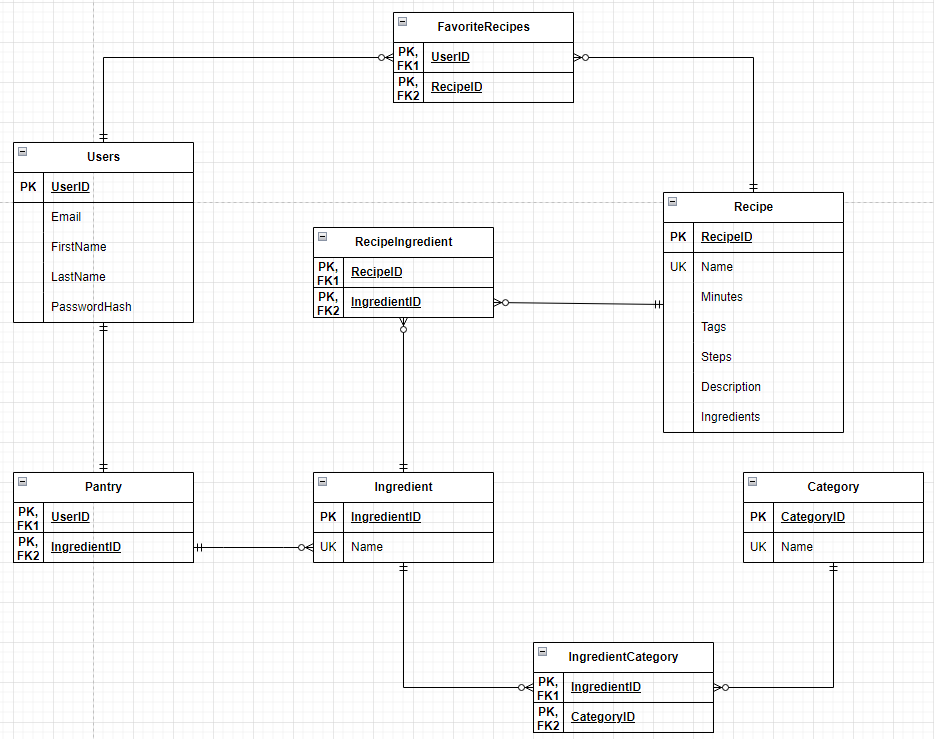 FavoriteRecipes
PK,
FK1
UserID
PK,
FK2
RecipeID
Users
PK
UserID
Email
FirstName
LastName
PasswordHash
Recipe
PK
RecipeID
UK
Name
Minutes
Tags
Steps
Description
Ingredients
RecipeIngredient
PK,
FK1
RecipeID
PK,
FK2
IngredientID
Pantry
PK,
FK1
UserID
PK,
FK2
IngredientID
Ingredient
PK
IngredientID
UK
Name
Category
PK
CategoryID
UK
Name
IngredientCategory
PK,
FK1
IngredientID
PK,
FK2
CategoryID